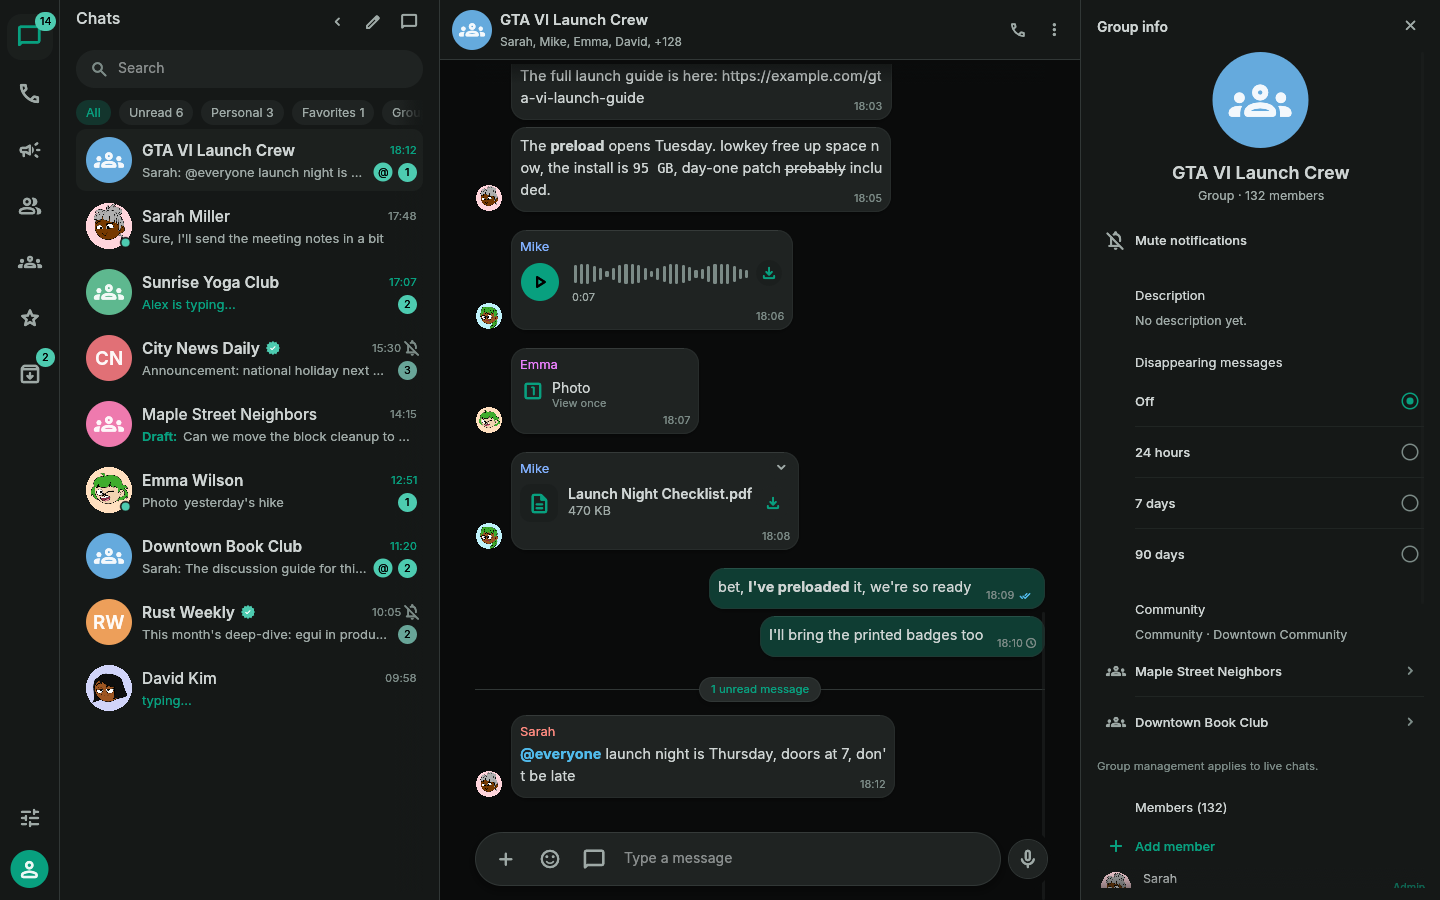 14
2
Chats
Search
All
Unread 6
Personal 3
Favorites 1
Grou
GTA VI Launch Crew
18:12
Sarah: @everyone launch night is ...
@
1
Sarah Miller
17:48
Sure, I'll send the meeting notes in a bit
Sunrise Yoga Club
17:07
Alex is typing...
2
CN
City News Daily
15:30
Announcement: national holiday next ...
3
Maple Street Neighbors
14:15
Draft: Can we move the block cleanup to ...
Emma Wilson
12:51
Photo yesterday's hike
1
Downtown Book Club
11:20
Sarah: The discussion guide for thi...
@
2
RW
Rust Weekly
10:05
This month's deep-dive: egui in produ...
2
David Kim
09:58
typing...
GTA VI Launch Crew
Sarah, Mike, Emma, David, +128
The full launch guide is here: https://example.com/gt
a-vi-launch-guide
18:03
The preload opens Tuesday. lowkey free up space n
ow, the install is 95 GB, day-one patch probably inclu
ded.
18:05
Mike
0:07
18:06
Emma
Photo
View once
18:07
Mike
Launch Night Checklist.pdf
470 KB
18:08
bet, I've preloaded it, we're so ready
18:09
I'll bring the printed badges too
18:10
1 unread message
Sarah
@everyone launch night is Thursday, doors at 7, don'
t be late
18:12
Type a message
Group info
GTA VI Launch Crew
Group · 132 members
Mute notifications
Description
No description yet.
Disappearing messages
Off
24 hours
7 days
90 days
Community
Community · Downtown Community
Maple Street Neighbors
Downtown Book Club
Group management applies to live chats.
Members (132)
Add member
Sarah
Admin